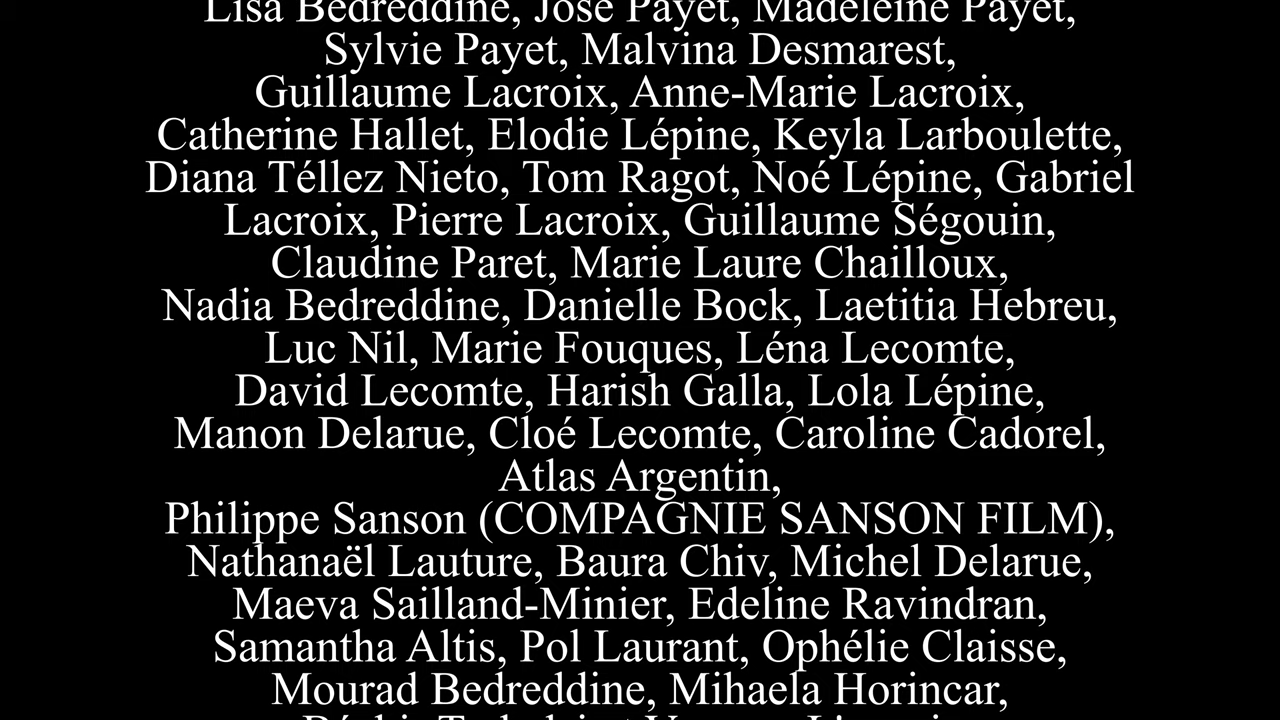 Lisa Bedreddine, José Payet, Madeleine Payet,
Sylvie Payet, Malvina Desmarest,
Guillaume Lacroix, Anne-Marie Lacroix,
Catherine Hallet, Elodie Lépine, Keyla Larboulette,
Diana Téllez Nieto, Tom Ragot, Noé Lépine, Gabriel
Lacroix, Pierre Lacroix, Guillaume Ségouin,
Claudine Paret, Marie Laure Chailloux,
Nadia Bedreddine, Danielle Bock, Laetitia Hebreu,
Luc Nil, Marie Fouques, Léna Lecomte,
David Lecomte, Harish Galla, Lola Lépine,
Manon Delarue, Cloé Lecomte, Caroline Cadorel,
Atlas Argentin,
Philippe Sanson (COMPAGNIE SANSON FILM),
Nathanaël Lauture, Baura Chiv, Michel Delarue,
Maeva Sailland-Minier, Edeline Ravindran,
Samantha Altis, Pol Laurant, Ophélie Claisse,
Mourad Bedreddine, Mihaela Horincar,